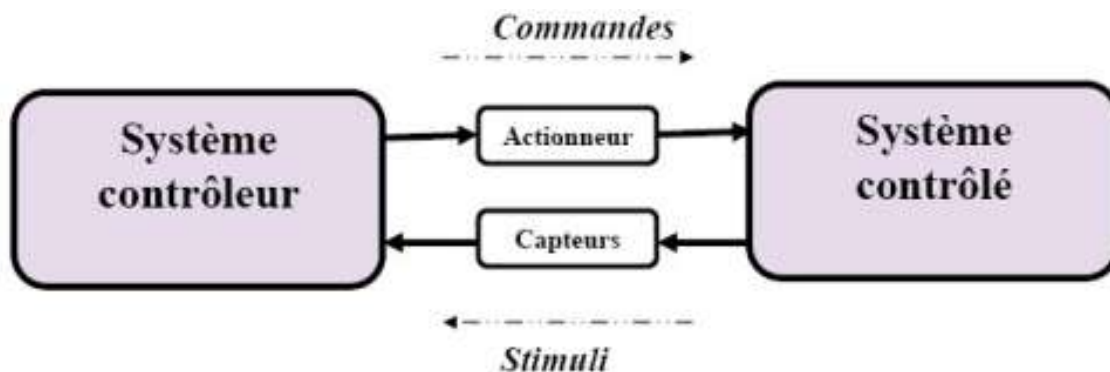 Commandes
Système
contrôleur
Actionneur
Système
contrôlé
Capteurs
Stimuli